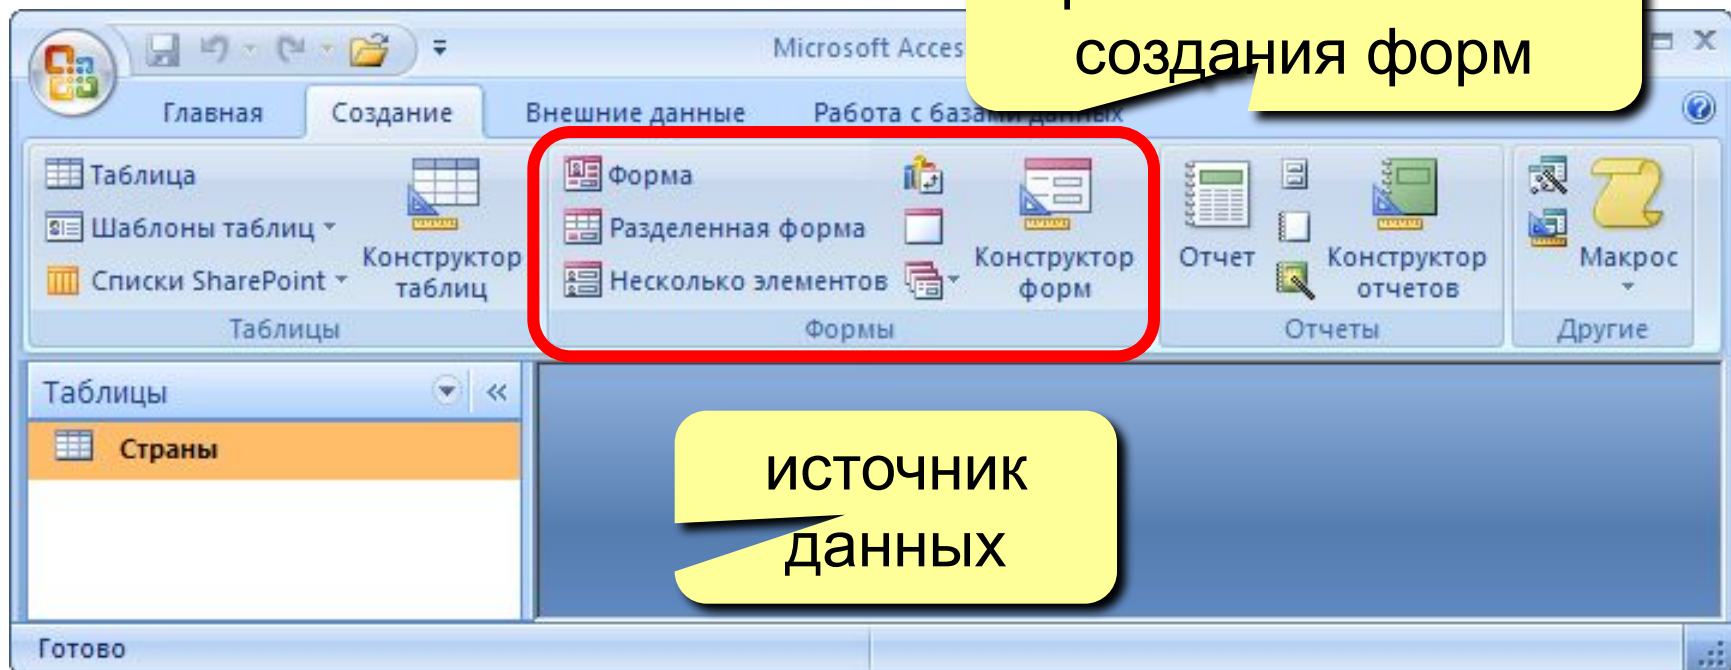 создания форм
Microsoft Acces
Главная Создание Внешние данные Работа с базами данных
Таблица
Шаблоны таблиц
Списки SharePoint
Конструктор
таблиц
Таблицы
Форма
Разделенная форма
Несколько элементов
Конструктор
форм
Формы
Отчет
Конструктор
отчетов
Отчеты
Макрос
Другие
Таблицы
Страны
источник
данных
Готово